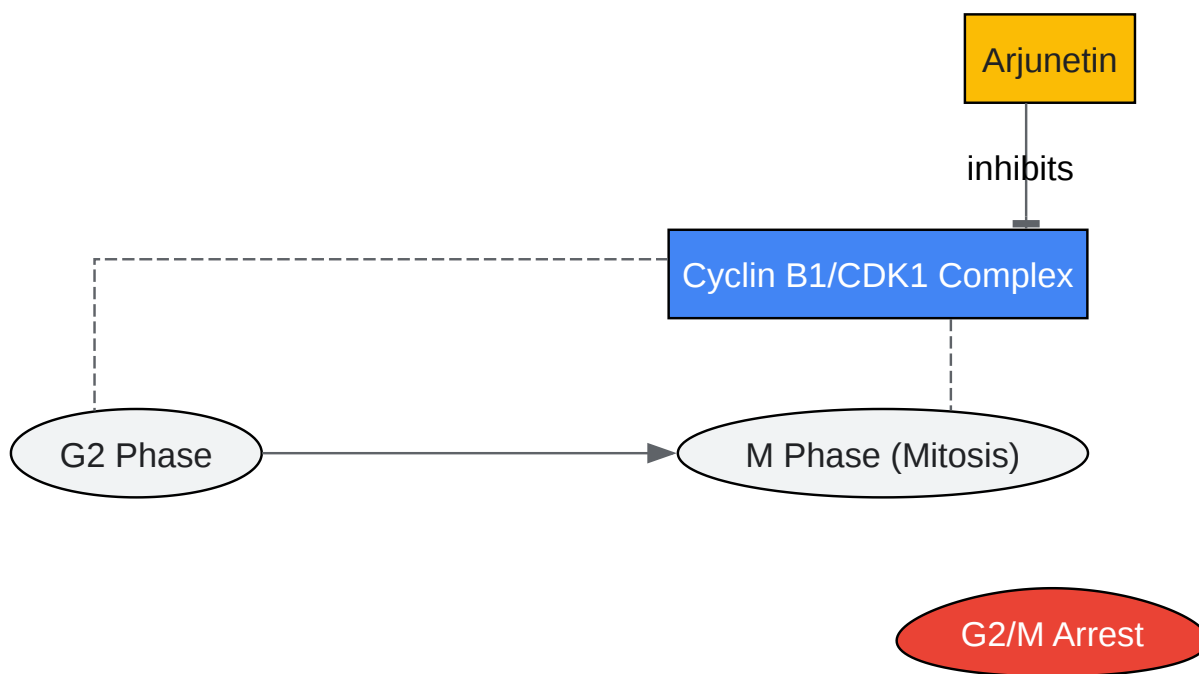 Arjunetin
inhibits
Cyclin B1/CDK1 Complex
G2 Phase
M Phase (Mitosis)
G2/M Arrest